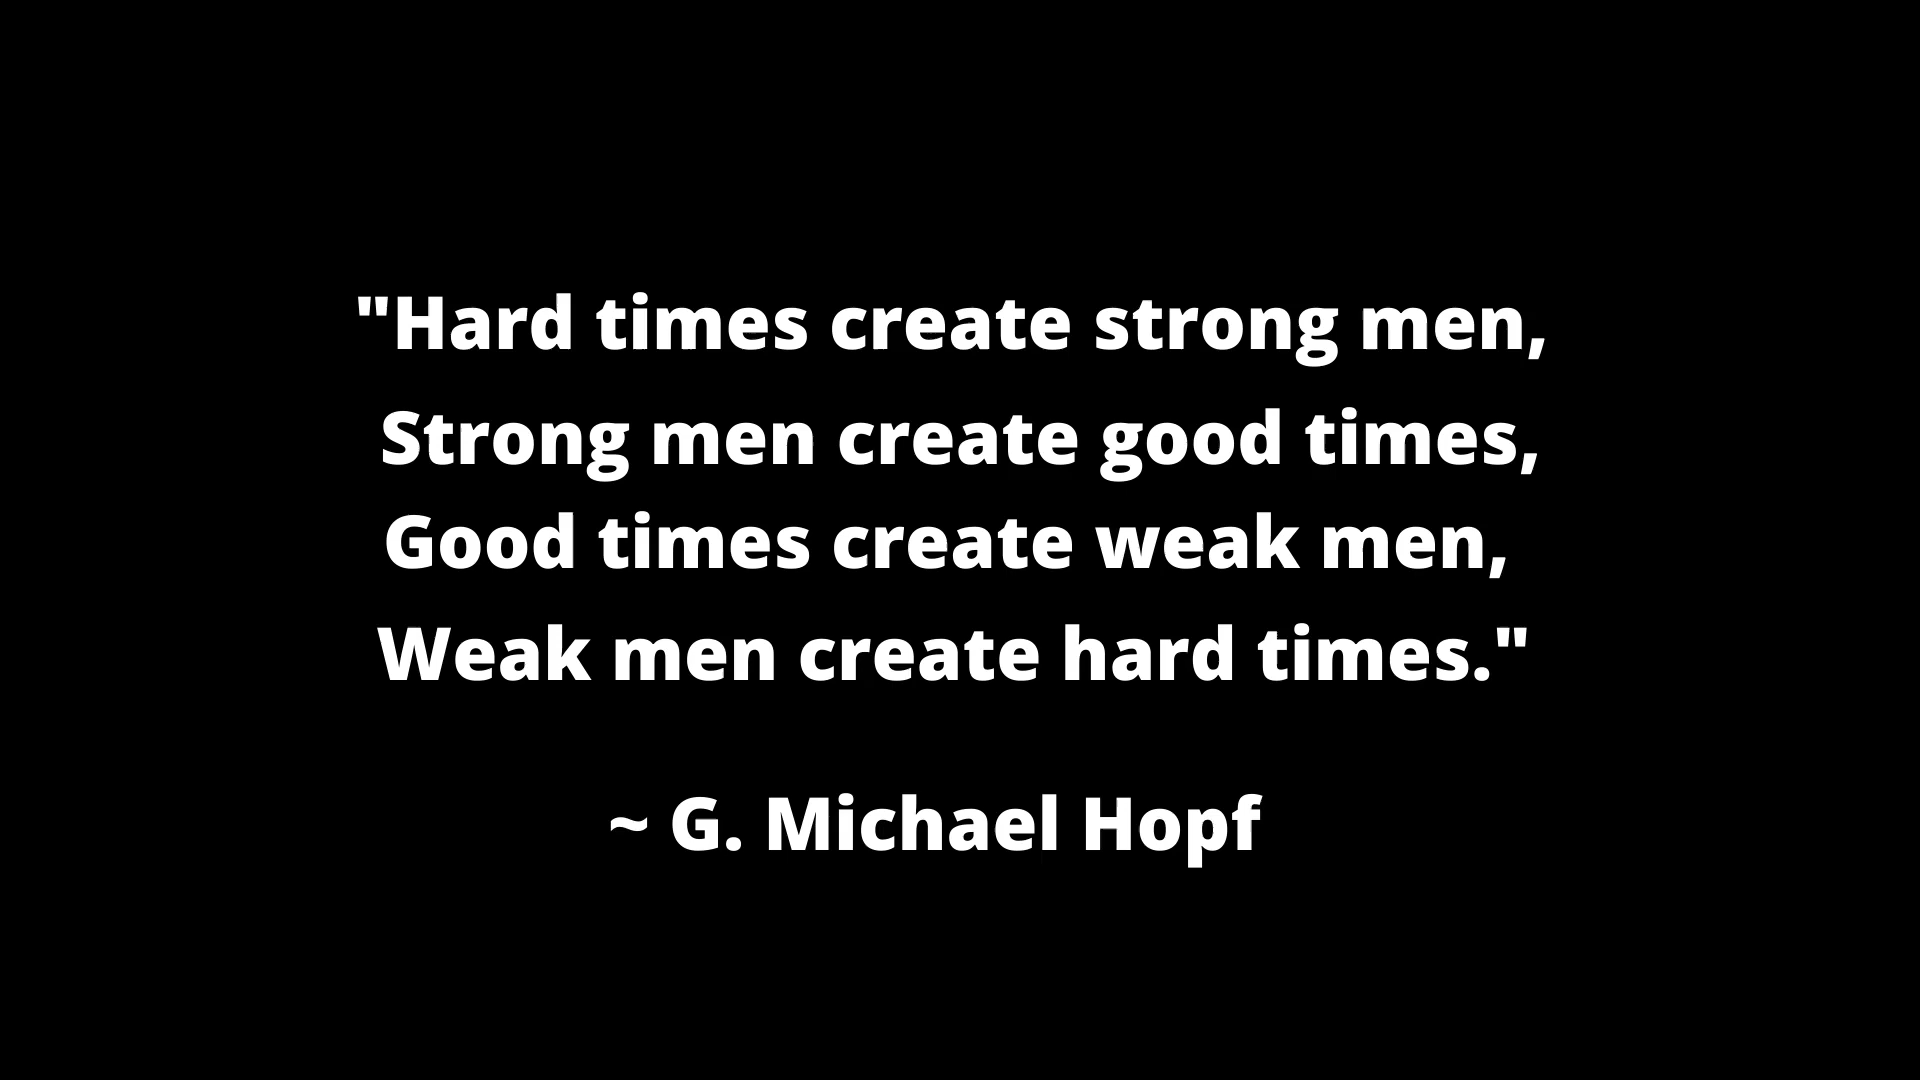 "Hard times create strong men,
Strong men create good times,
Good times create weak men,
Weak men create hard times."
~ G. Michael Hopf